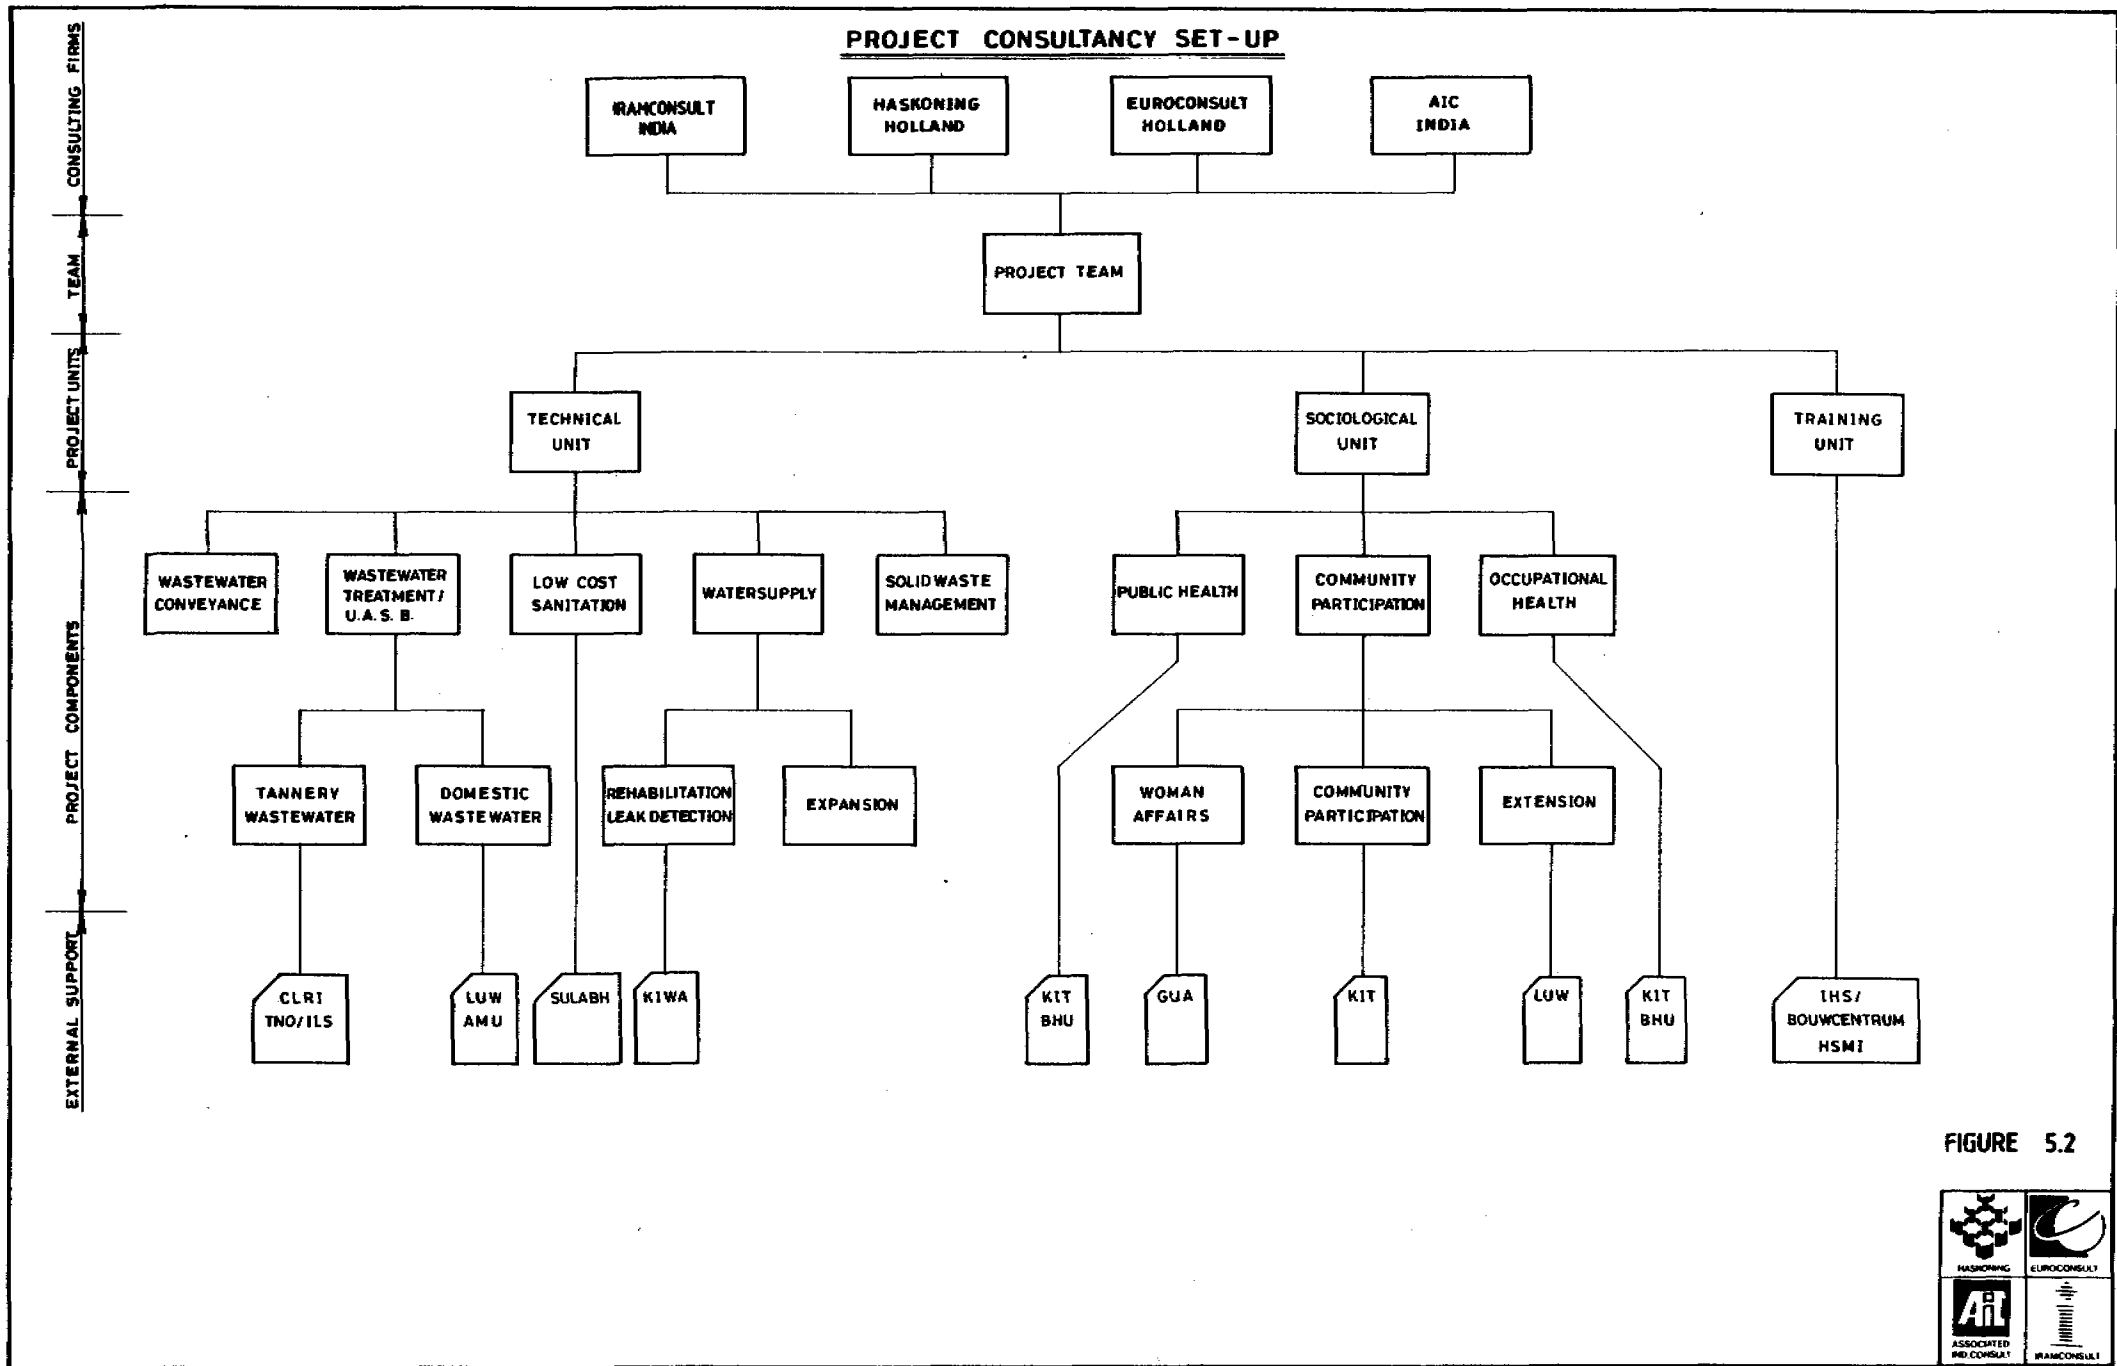 PROJECT CONSULTANCY SET-UP
CONSULTING FIRMS
IRAMCONSULT
INDIA
HASKONING
HOLLAND
EUROCONSULT
HOLLAND
AIC
INDIA
TEAM
PROJECT TEAM
PROJECT UNITS
TECHNICAL
UNIT
SOCIOLOGICAL
UNIT
TRAINING
UNIT
PROJECT COMPONENTS
WASTEWATER
CONVEYANCE
WASTEWATER
TREATMENT/
U.A.S.B.
LOW COST
SANITATION
WATERSUPPLY
SOLID WASTE
MANAGEMENT
PUBLIC HEALTH
COMMUNITY
PARTICIPATION
OCCUPATIONAL
HEALTH
TANNERY
WASTEWATER
DOMESTIC
WASTEWATER
REHABILITATION
LEAK DETECTION
EXPANSION
WOMAN
AFFAIRS
COMMUNITY
PARTICIPATION
EXTENSION
EXTERNAL SUPPORT
CLRI
TNO/ILS
LUW
AMU
SULABH
KIWA
KIT
BHU
GUA
KIT
LUW
KIT
BHU
IHS/
BOUWCENTRUM
HSMI
FIGURE 5.2
HASKONING
EUROCONSULT
ASSOCIATED
IND.CONSULT
IRAMCONSULT